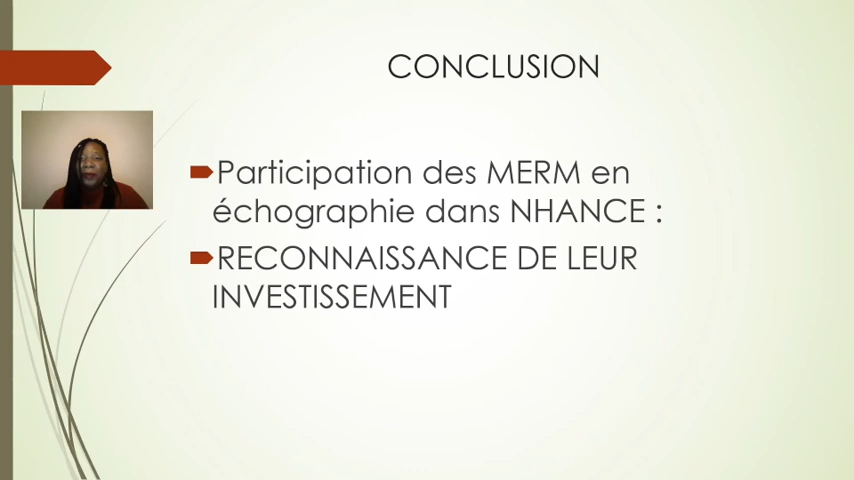 CONCLUSION
Participation des MERM en
échographie dans NHANCE :
RECONNAISSANCE DE LEUR
INVESTISSEMENT